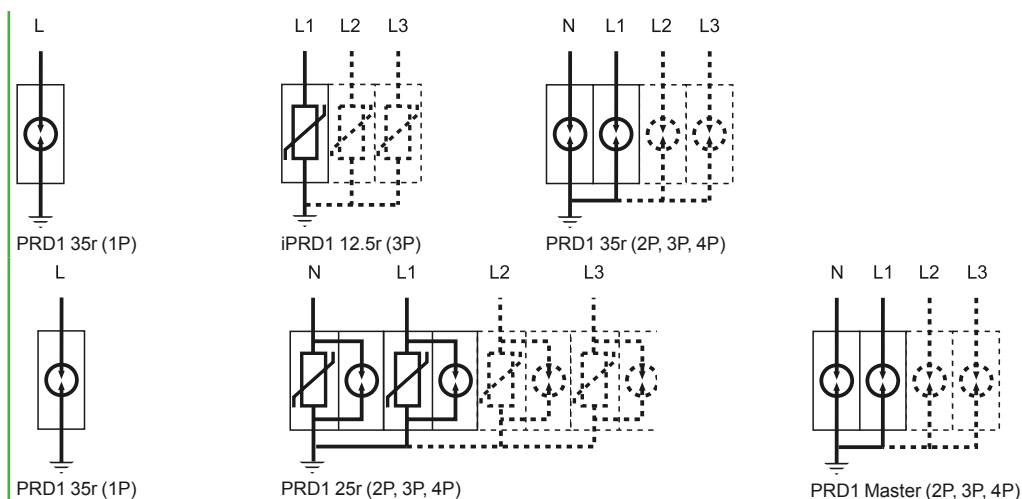 L
L1 L2 L3
N L1 L2 L3
PRD1 35r (1P)
iPRD1 12.5r (3P)
PRD1 35r (2P, 3P, 4P)
L
N L1 L2 L3
N L1 L2 L3
PRD1 35r (1P)
PRD1 25r (2P, 3P, 4P)
PRD1 Master (2P, 3P, 4P)